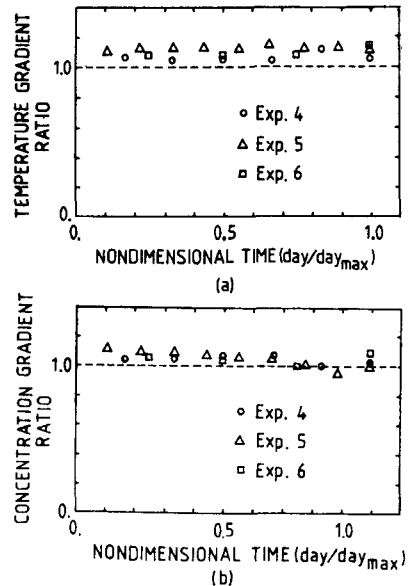 TEMPERATURE GRADIENT
RATIO
1.0
0.
Exp. 4
Exp. 5
Exp. 6
0.5
1.0
NONDIMENSIONAL TIME (day/daymax)
(a)
CONCENTRATION GRADIENT
RATIO
1.0
0.
Exp. 4
Exp. 5
Exp. 6
0.5
1.0
NONDIMENSIONAL TIME (day/daymax)
(b)